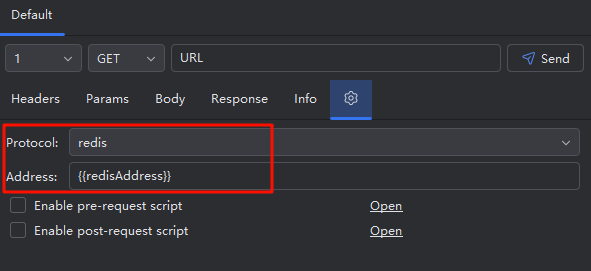 Default
1 GET URL Send
Headers Params Body Response Info
Protocol: redis
Address: {{redisAddress}}
Enable pre-request script Open
Enable post-request script Open